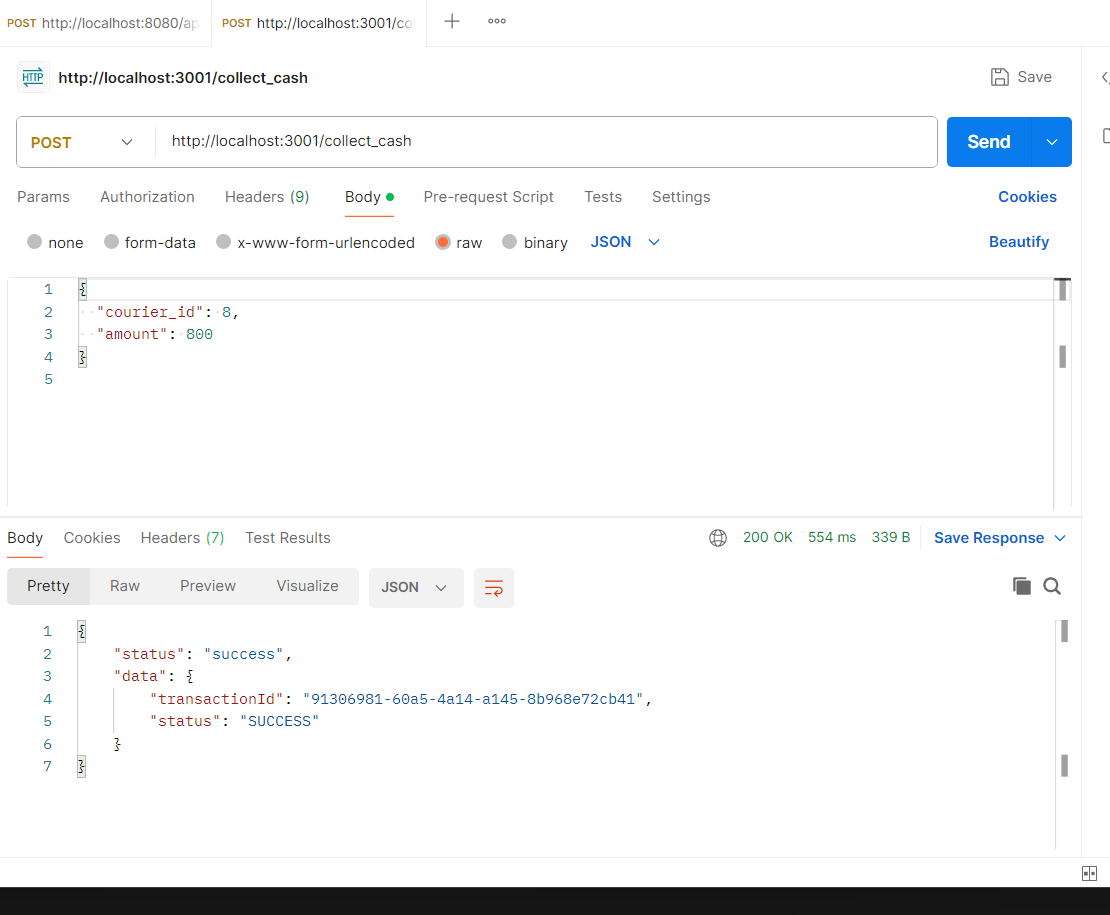 POST http://localhost:8080/ap
POST http://localhost:3001/co
HTTP http://localhost:3001/collect_cash
Save
POST
http://localhost:3001/collect_cash
Send
Params Authorization Headers (9) Body Pre-request Script Tests Settings Cookies
none form-data x-www-form-urlencoded raw binary JSON Beautify
1 {
2 "courier_id": 8,
3 "amount": 800
4 }
5
Body Cookies Headers (7) Test Results 200 OK 554 ms 339 B Save Response
Pretty Raw Preview Visualize JSON
1 {
2 "status": "success",
3 "data": {
4 "transactionId": "91306981-60a5-4a14-a145-8b968e72cb41",
5 "status": "SUCCESS"
6 }
7 }